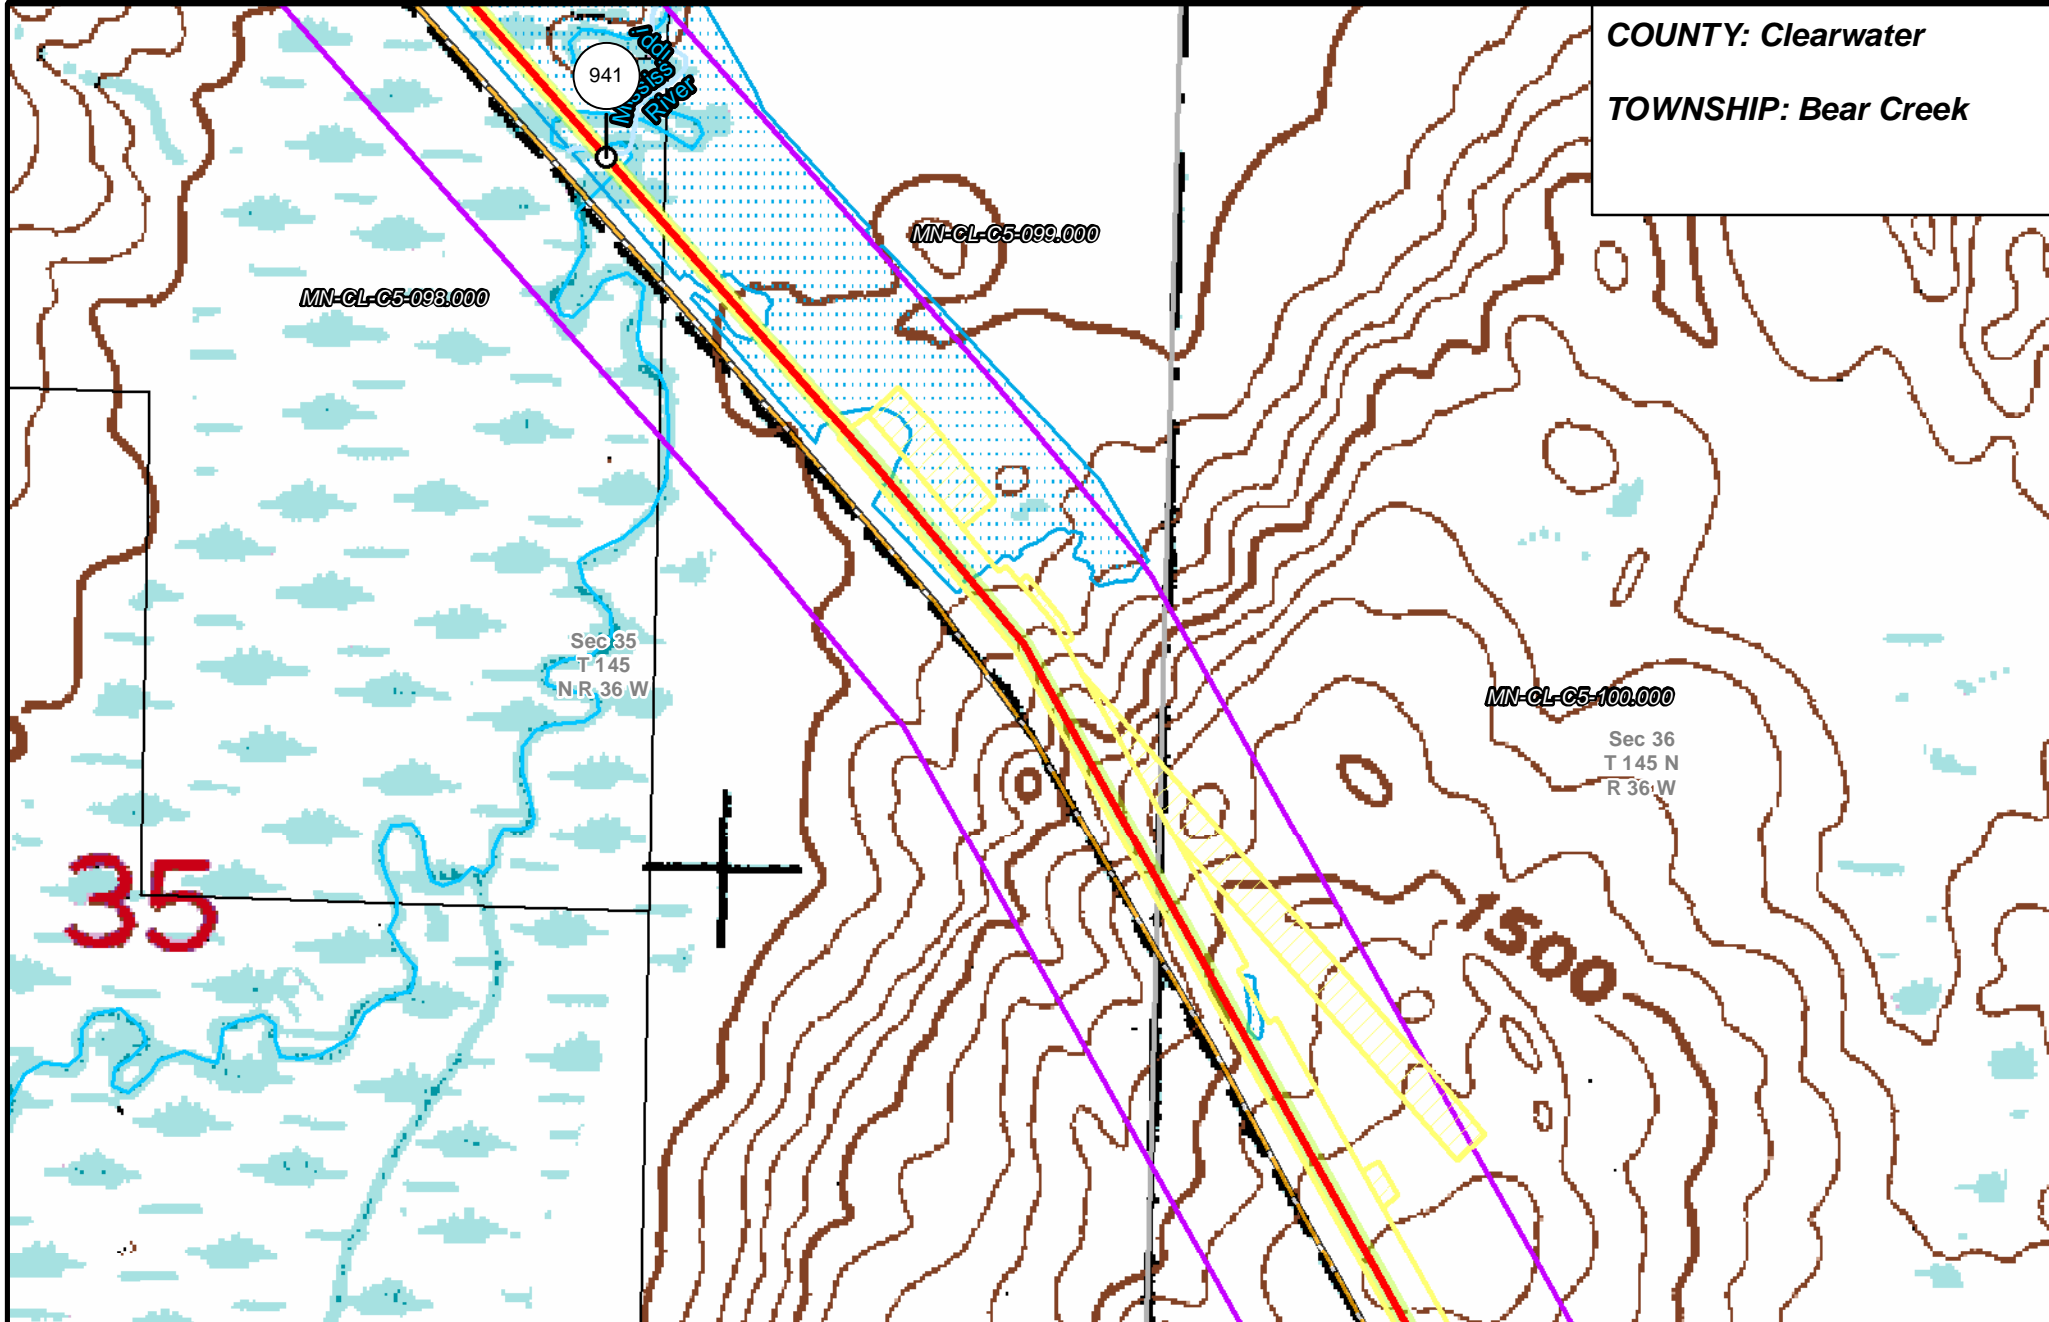 COUNTY: Clearwater
TOWNSHIP: Bear Creek
941
River
MN-CL-C5-099.000
MN-CL-C5-098.000
Sec 35
T 145
N R 36 W
MN-CL-C5-100.000
Sec 36
T 145 N
R 36 W
35
1500